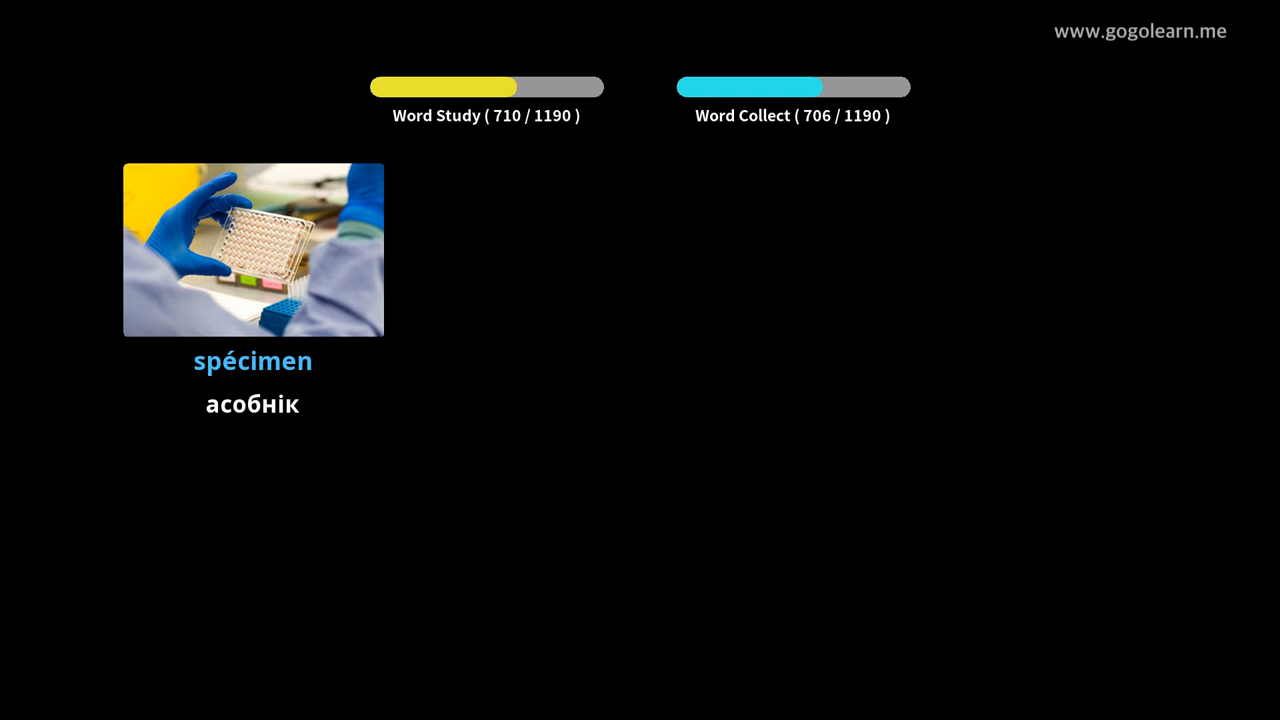 www.gogolearn.me
Word Study ( 710 / 1190 )
Word Collect ( 706 / 1190 )
spécimen
асобнік